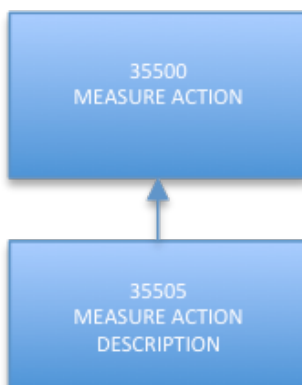 35500
MEASURE ACTION
35505
MEASURE ACTION
DESCRIPTION